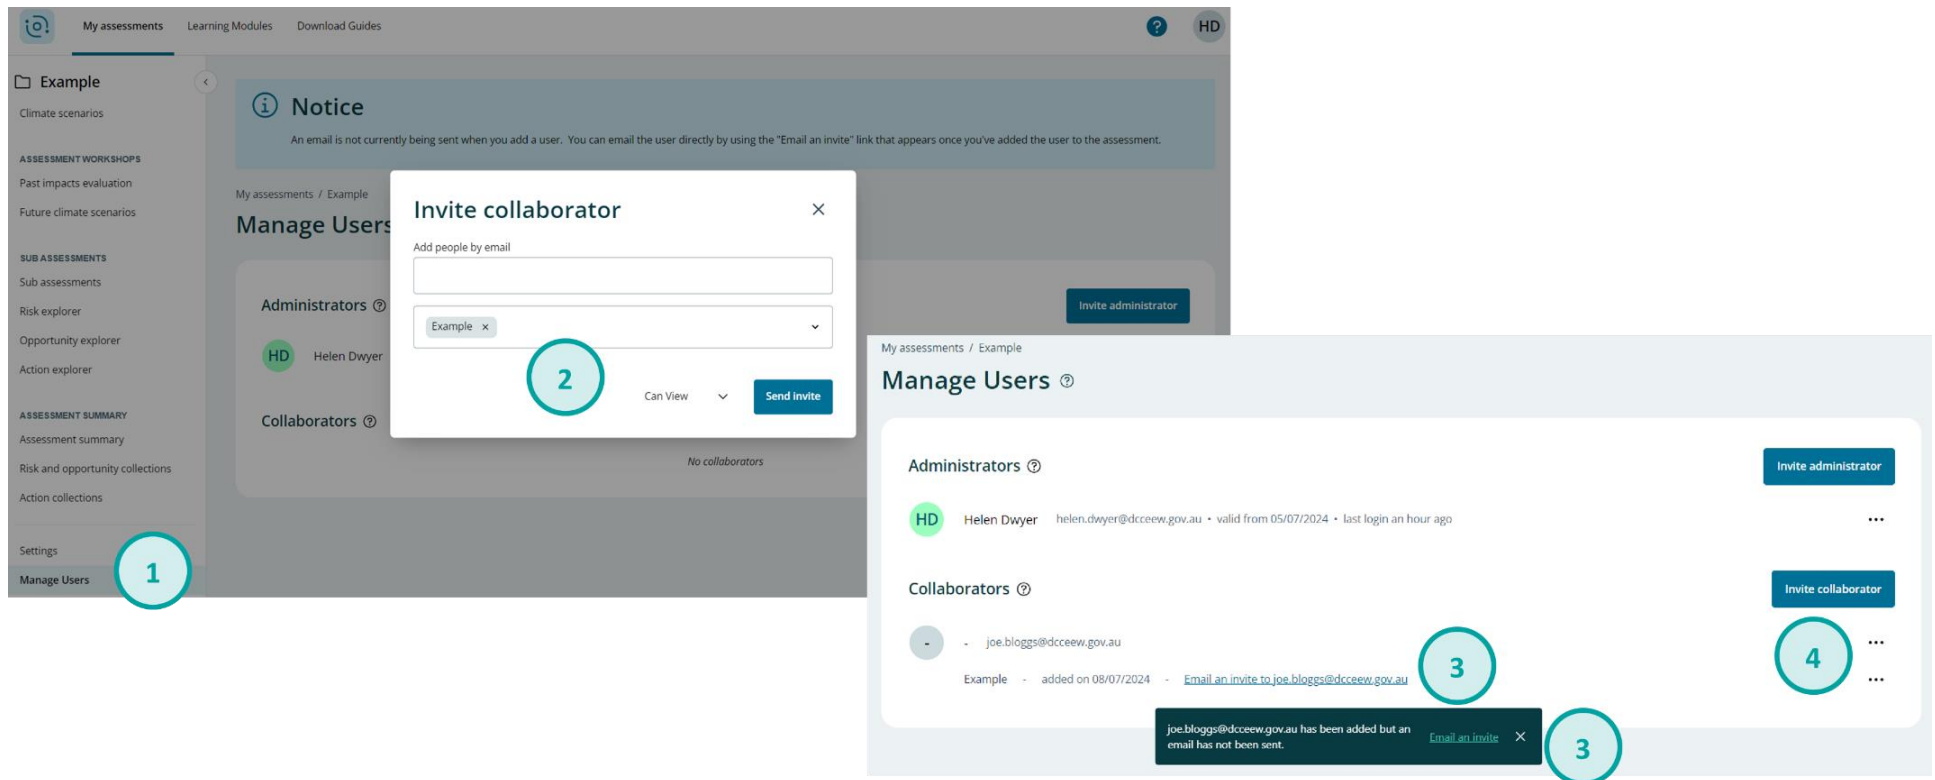 My assessments
Learning Modules
Download Guides
?
HD
Example
Climate scenarios
ASSESSMENT WORKSHOPS
Past impacts evaluation
Future climate scenarios
SUB ASSESSMENTS
Sub assessments
Risk explorer
Opportunity explorer
Action explorer
ASSESSMENT SUMMARY
Assessment summary
Risk and opportunity collections
Action collections
Settings
Manage Users
1
Notice
An email is not currently being sent when you add a user. You can email the user directly by using the "Email an invite" link that appears once you've added the user to the assessment.
My assessments / Example
Manage Users
Administrators ?
Invite administrator
HD Helen Dwyer
Collaborators ?
No collaborators
Invite collaborator
Add people by email
Example ×
2
Can View
Send invite
My assessments / Example
Manage Users ?
Administrators ?
Invite administrator
HD Helen Dwyer helen.dwyer@dcceew.gov.au • valid from 05/07/2024 • last login an hour ago
Collaborators ?
Invite collaborator
- - joe.bloggs@dcceew.gov.au
4
Example - added on 08/07/2024 - Email an invite to joe.bloggs@dcceew.gov.au
3
joe.bloggs@dcceew.gov.au has been added but an
email has not been sent.
Email an invite
3